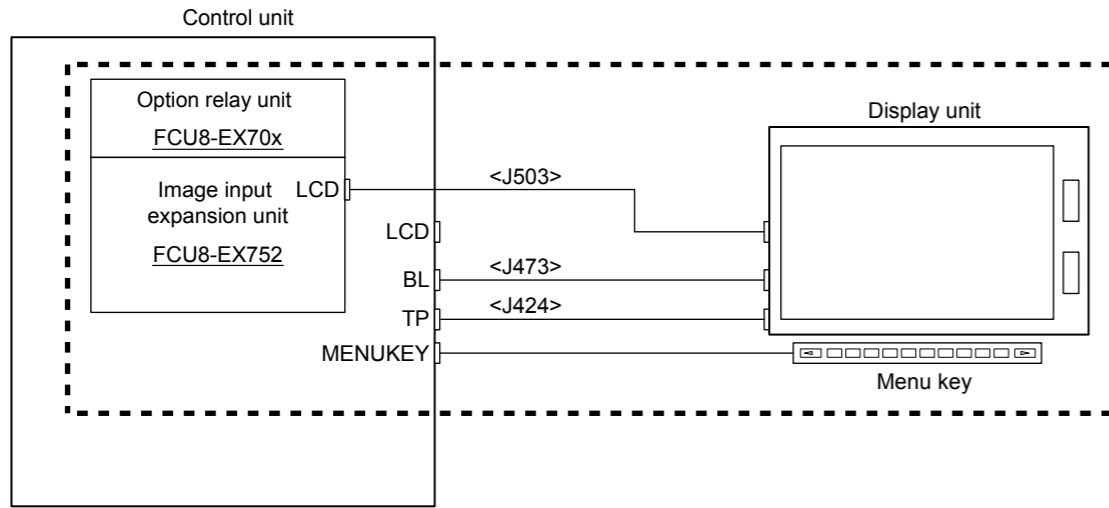 Control unit
Option relay unit
FCU8-EX70x
Display unit
Image input
expansion unit
FCU8-EX752
LCD
<J503>
LCD
BL
<J473>
TP
<J424>
MENUKEY
Menu key